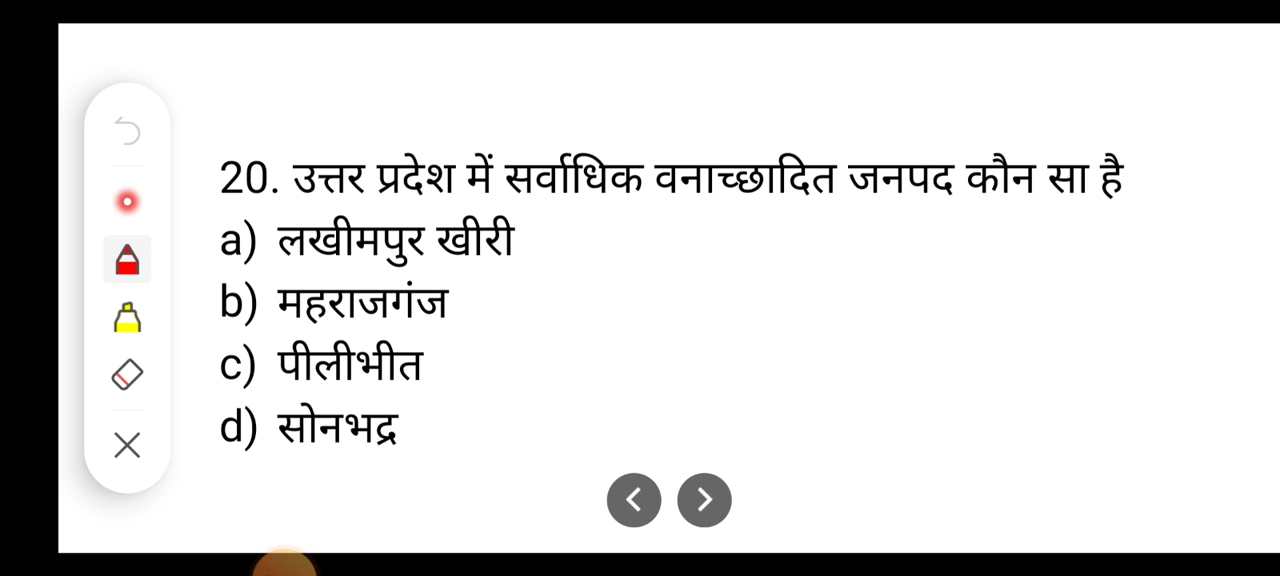 20. उत्तर प्रदेश में सर्वाधिक वनाच्छादित जनपद कौन सा है
a) लखीमपुर खीरी
b) महराजगंज
c) पीलीभीत
d) सोनभद्र